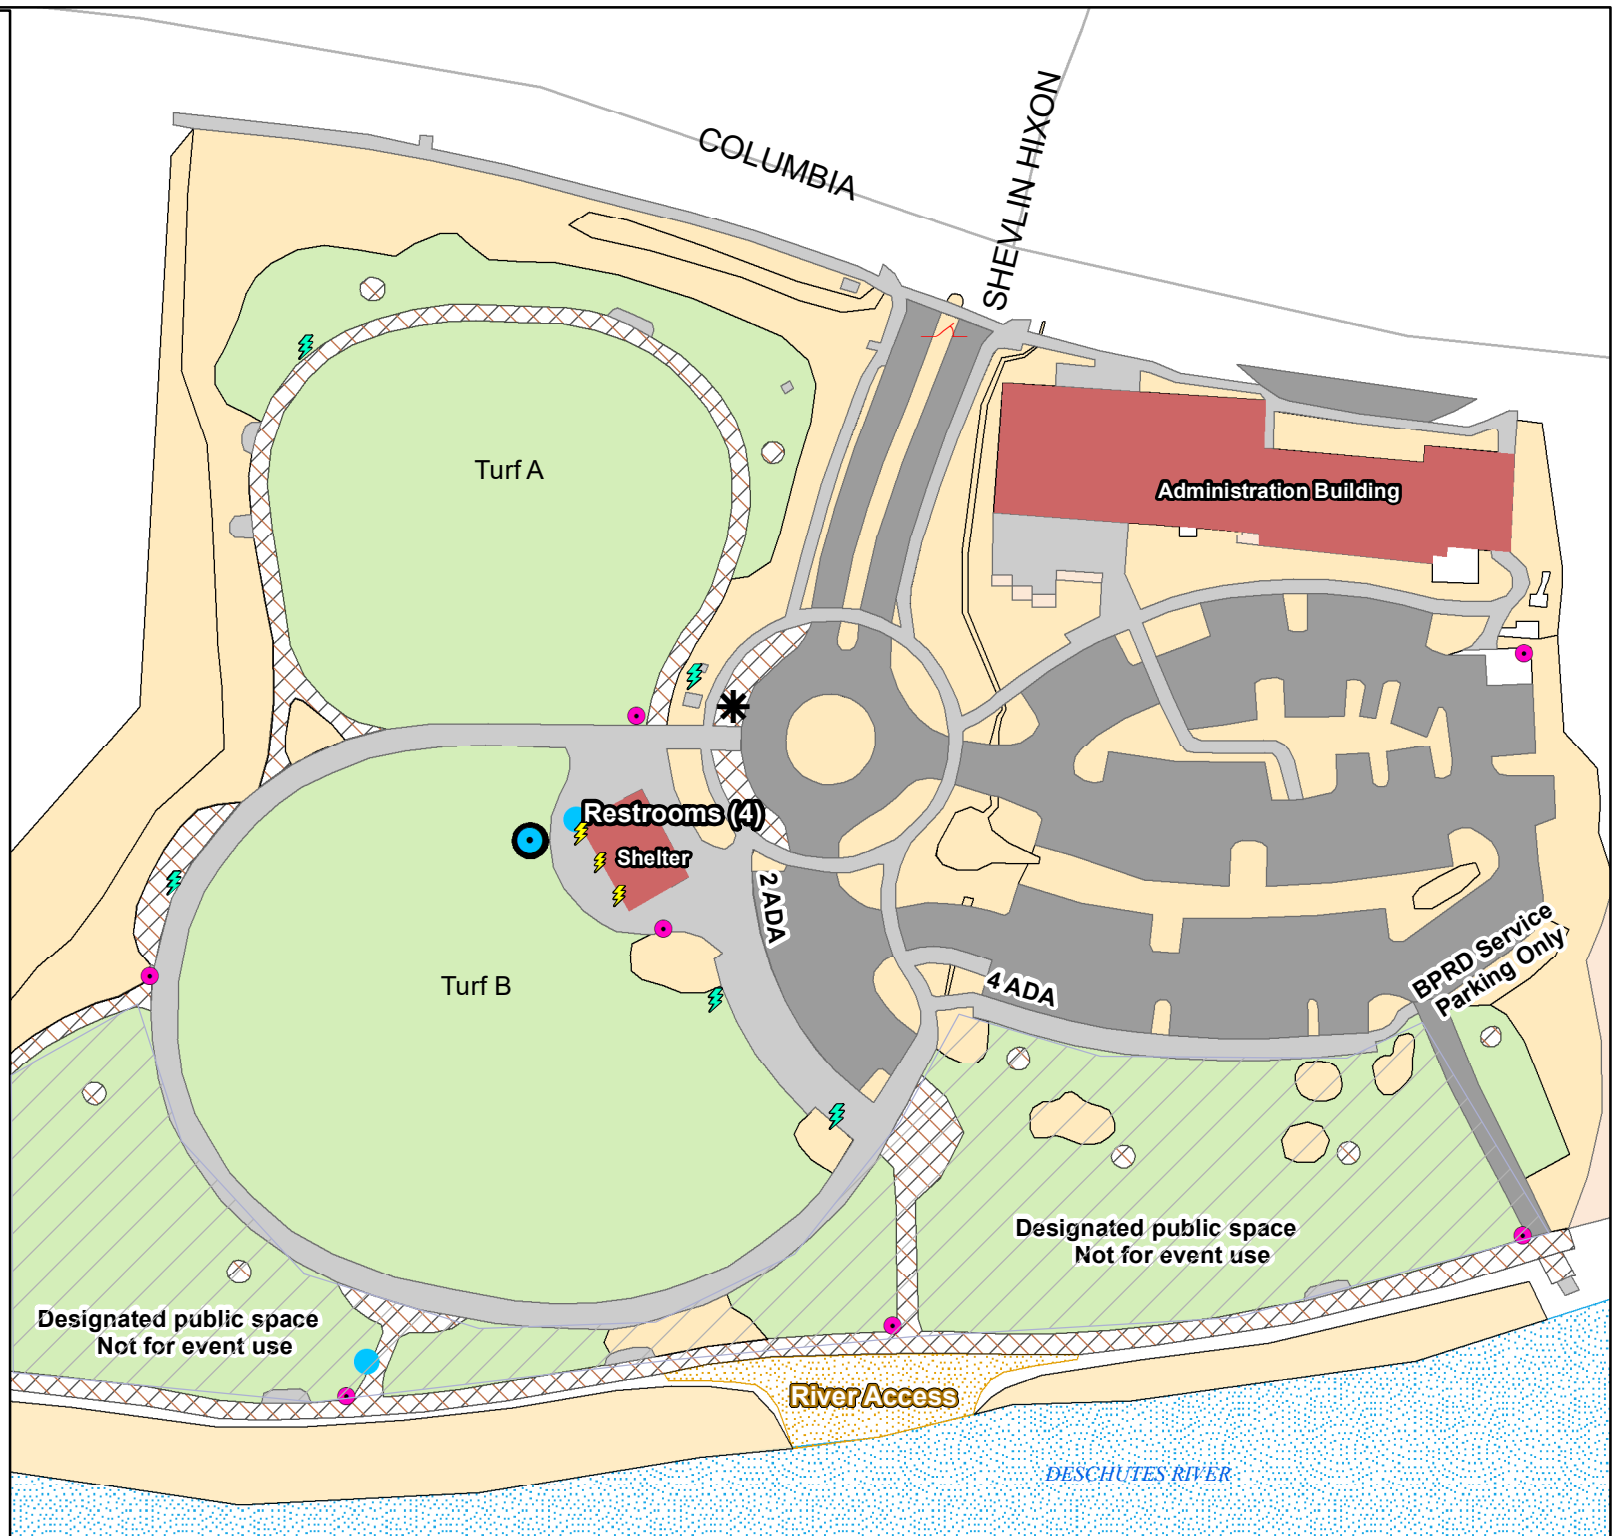 COLUMBIA
SHEVLIN HIXON
Turf A
Administration Building
Restrooms (4)
Shelter
2 ADA
Turf B
4 ADA
BPRD Service
Parking Only
Designated public space
Not for event use
Designated public space
Not for event use
River Access
DESCHUTES RIVER